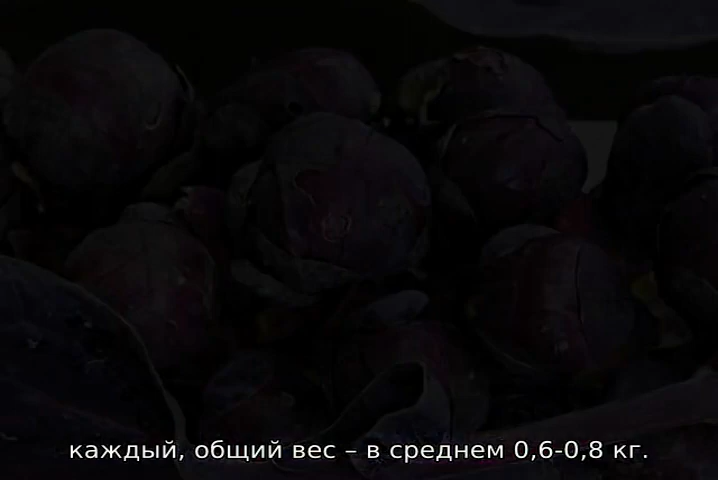 каждый, общий вес – в среднем 0,6-0,8 кг.